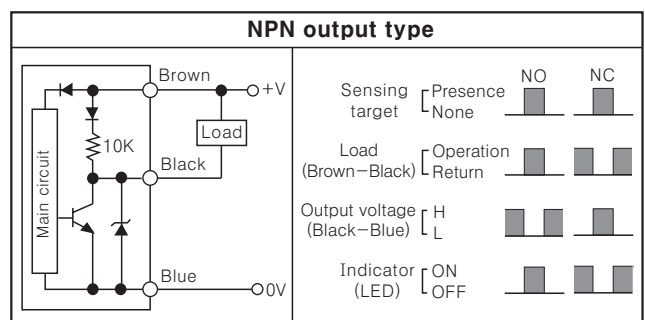 NPN output type
Brown
+V
Load
10K
Black
Main circuit
Blue
0V
NO NC
Sensing target Presence
None
Load (Brown-Black) Operation
Return
Output voltage (Black-Blue) H
L
Indicator (LED) ON
OFF